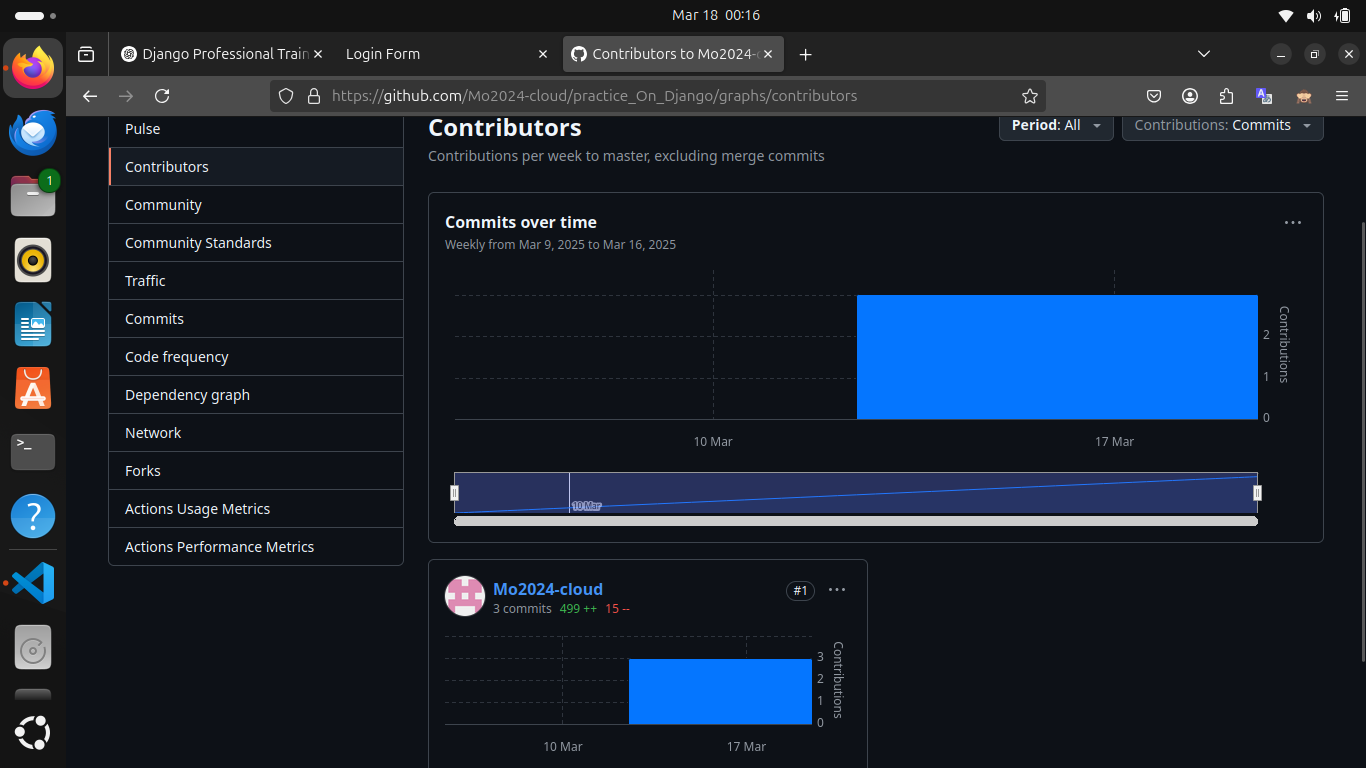 Mar 18 00:16
Django Professional Train
Login Form
Contributors to Mo2024-c
https://github.com/Mo2024-cloud/practice_On_Django/graphs/contributors
1
>_
?
Pulse
Contributors
Community
Community Standards
Traffic
Commits
Code frequency
Dependency graph
Network
Forks
Actions Usage Metrics
Actions Performance Metrics
Contributors
Period: All
Contributions: Commits
Contributions per week to master, excluding merge commits
Commits over time
Weekly from Mar 9, 2025 to Mar 16, 2025
2
1
0
Contributions
10 Mar
17 Mar
10 Mar
Mo2024-cloud
#1
3 commits 499 ++ 15 --
3
2
1
0
Contributions
10 Mar
17 Mar